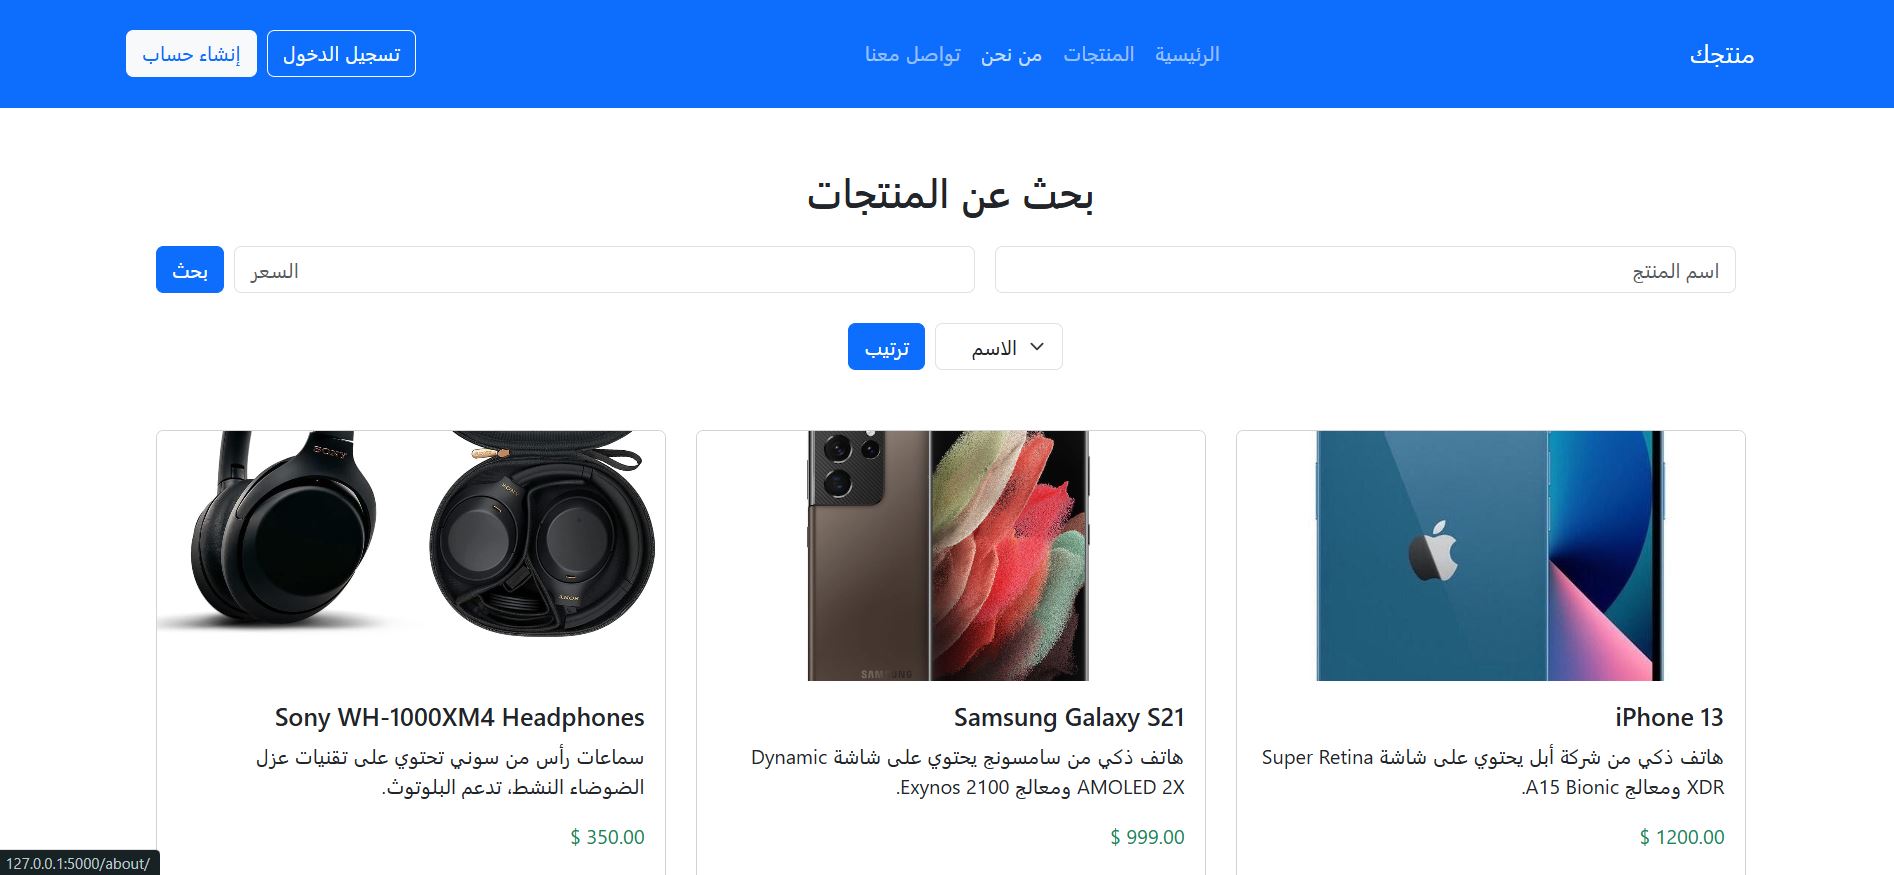 منتجك
الرئيسية المنتجات من نحن تواصل معنا
تسجيل الدخول إنشاء حساب
بحث عن المنتجات
اسم المنتج السعر بحث
الاسم ترتيب
SAMSUNG
SONY
SONY
SONY
iPhone 13
هاتف ذكي من شركة أبل يحتوي على شاشة Super Retina
XDR ومعالج A15 Bionic.
$ 1200.00
Samsung Galaxy S21
هاتف ذكي من سامسونج يحتوي على شاشة Dynamic
AMOLED 2X ومعالج Exynos 2100.
$ 999.00
Sony WH-1000XM4 Headphones
سماعات رأس من سوني تحتوي على تقنيات عزل
الضوضاء النشط، تدعم البلوتوث.
$ 350.00
127.0.0.1:5000/about/